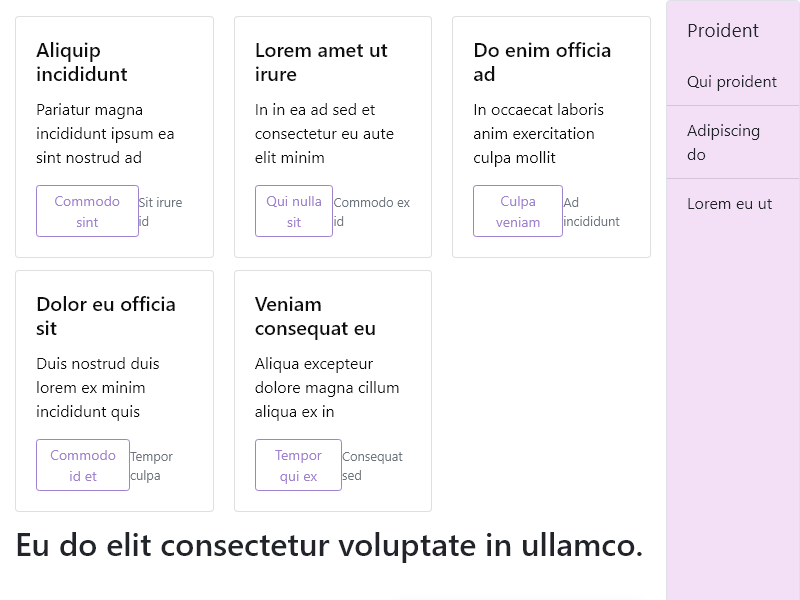 Aliquip
incididunt
Pariatur magna
incididunt ipsum ea
sint nostrud ad
Commodo
sint
Sit irure
id
Lorem amet ut
irure
In in ea ad sed et
consectetur eu aute
elit minim
Qui nulla
sit
Commodo ex
id
Do enim officia
ad
In occaecat laboris
anim exercitation
culpa mollit
Culpa
veniam
Ad
incididunt
Dolor eu officia
sit
Duis nostrud duis
lorem ex minim
incididunt quis
Commodo
id et
Tempor
culpa
Veniam
consequat eu
Aliqua excepteur
dolore magna cillum
aliqua ex in
Tempor
qui ex
Consequat
sed
Eu do elit consectetur voluptate in ullamco.
Proident
Qui proident
Adipiscing
do
Lorem eu ut